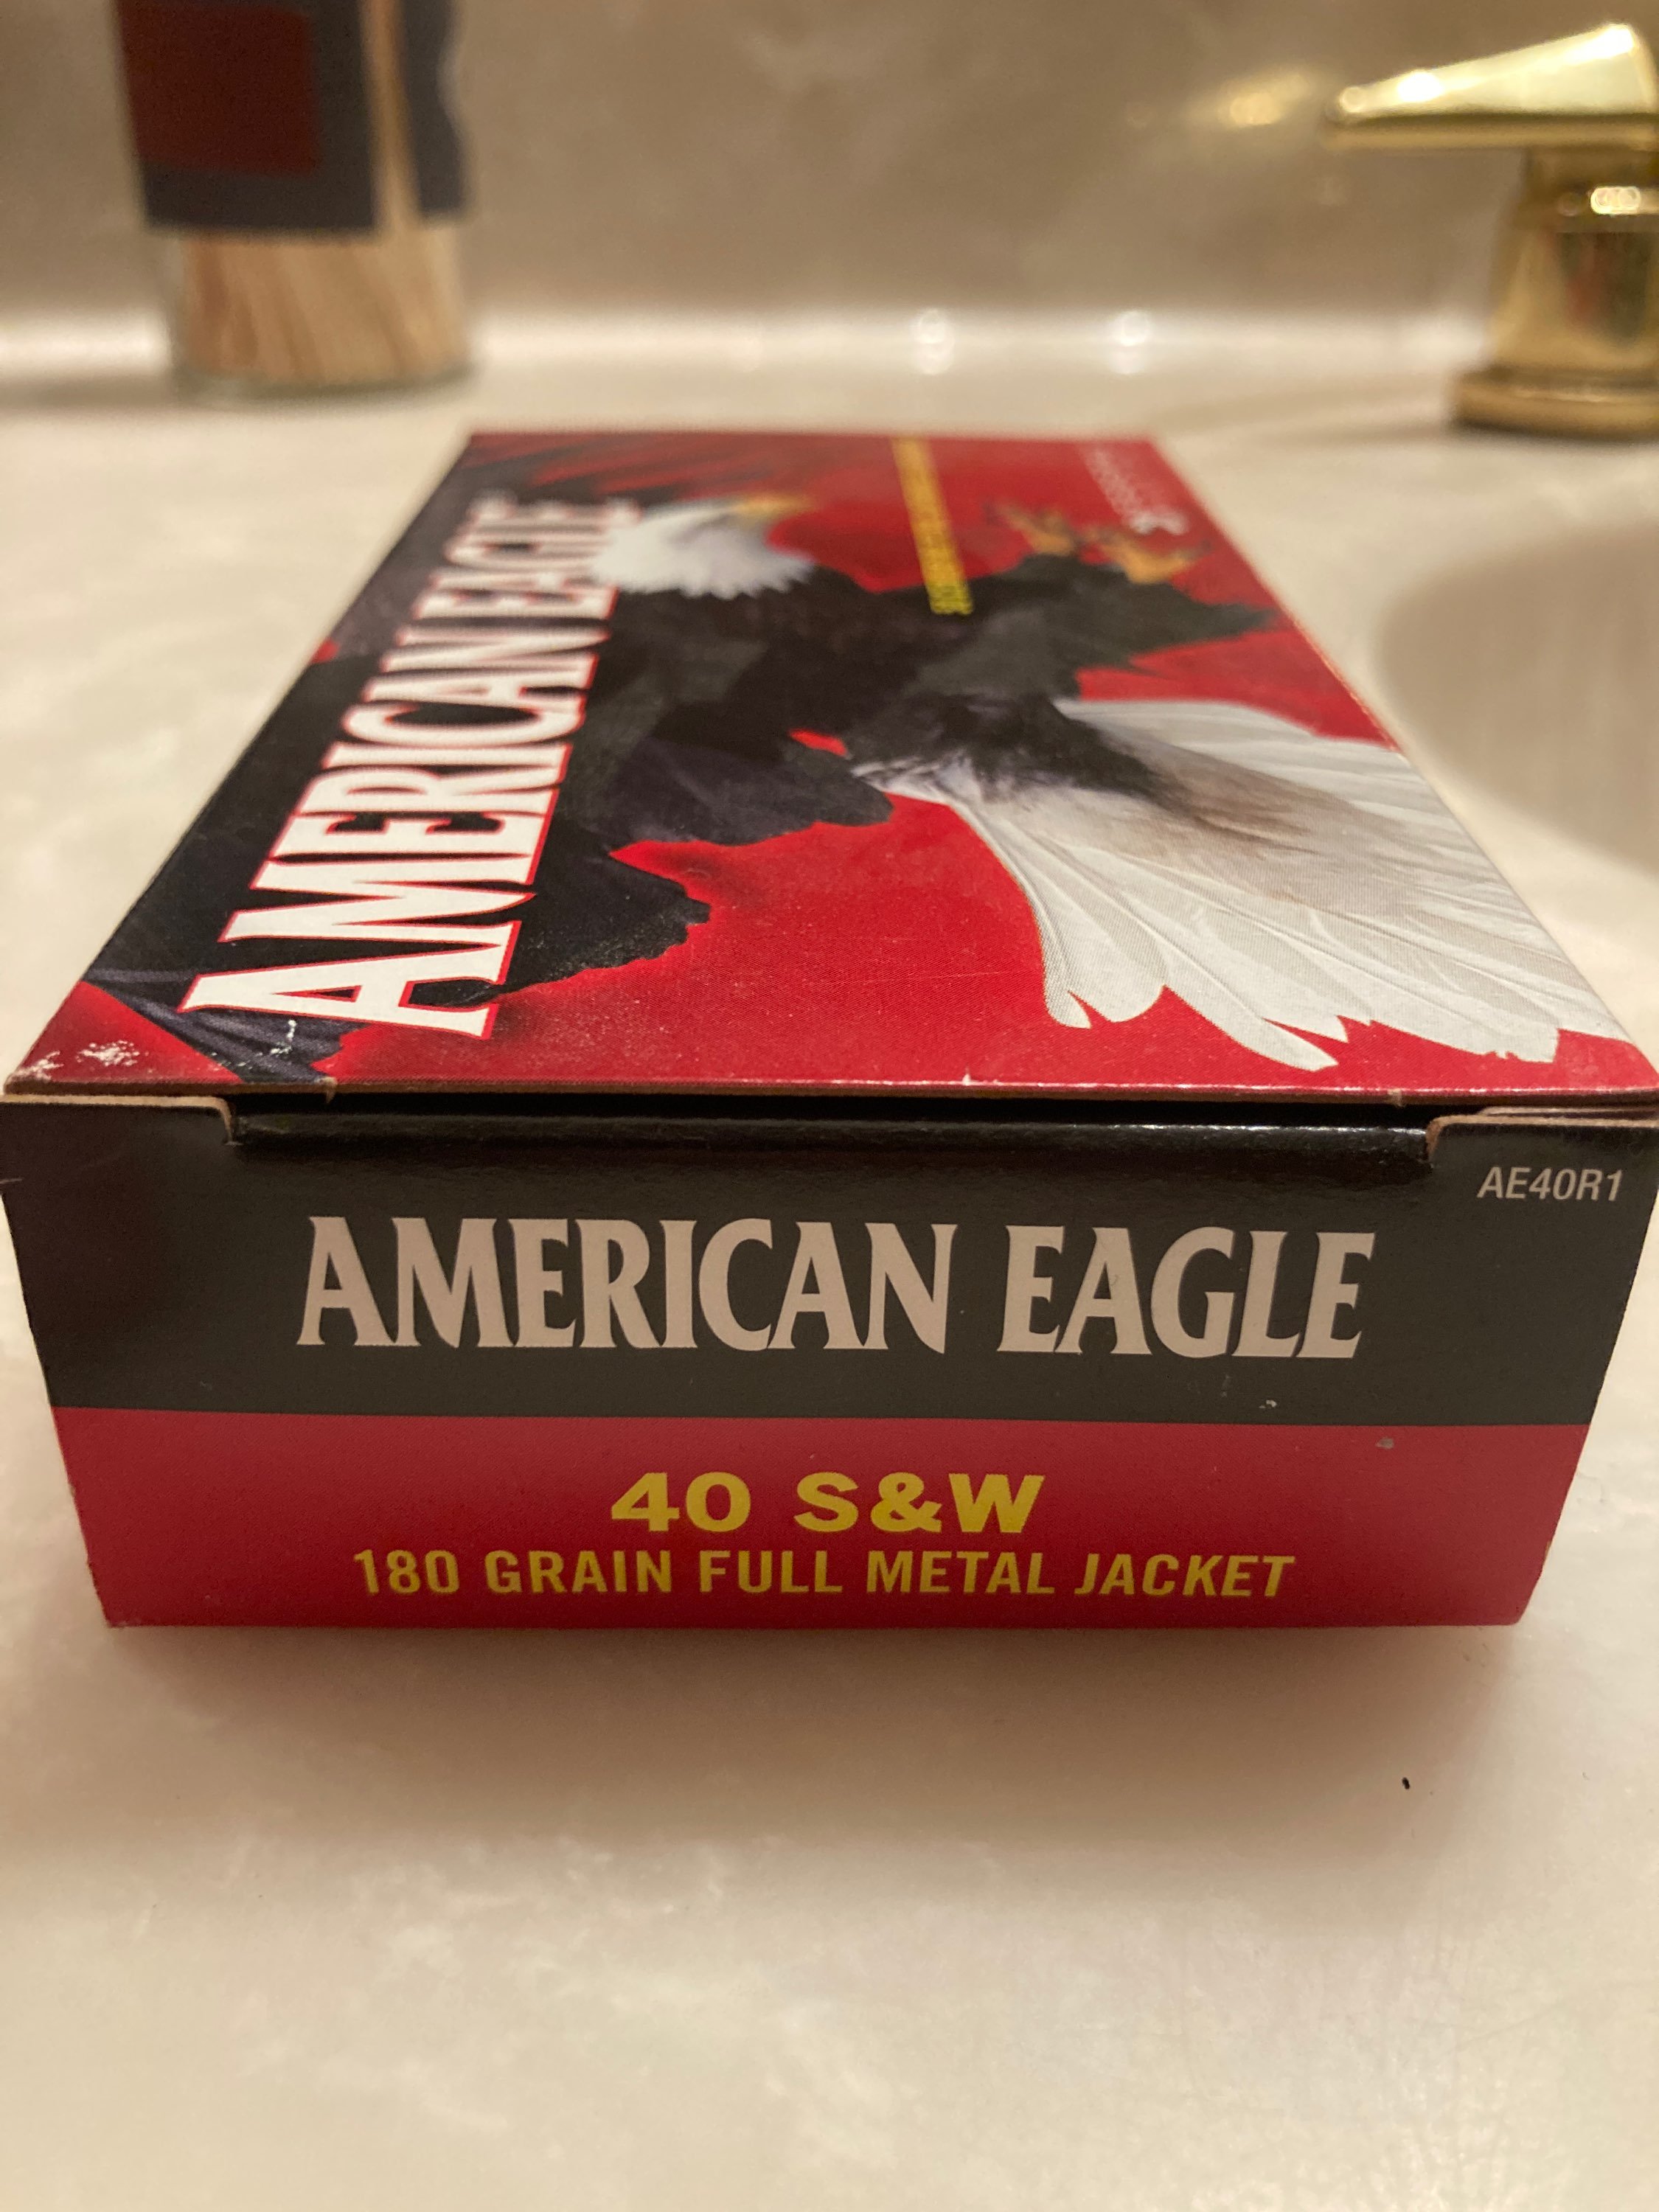 AMERICAN EAGLE
AE40R1
AMERICAN EAGLE
40 S&W
180 GRAIN FULL METAL JACKET